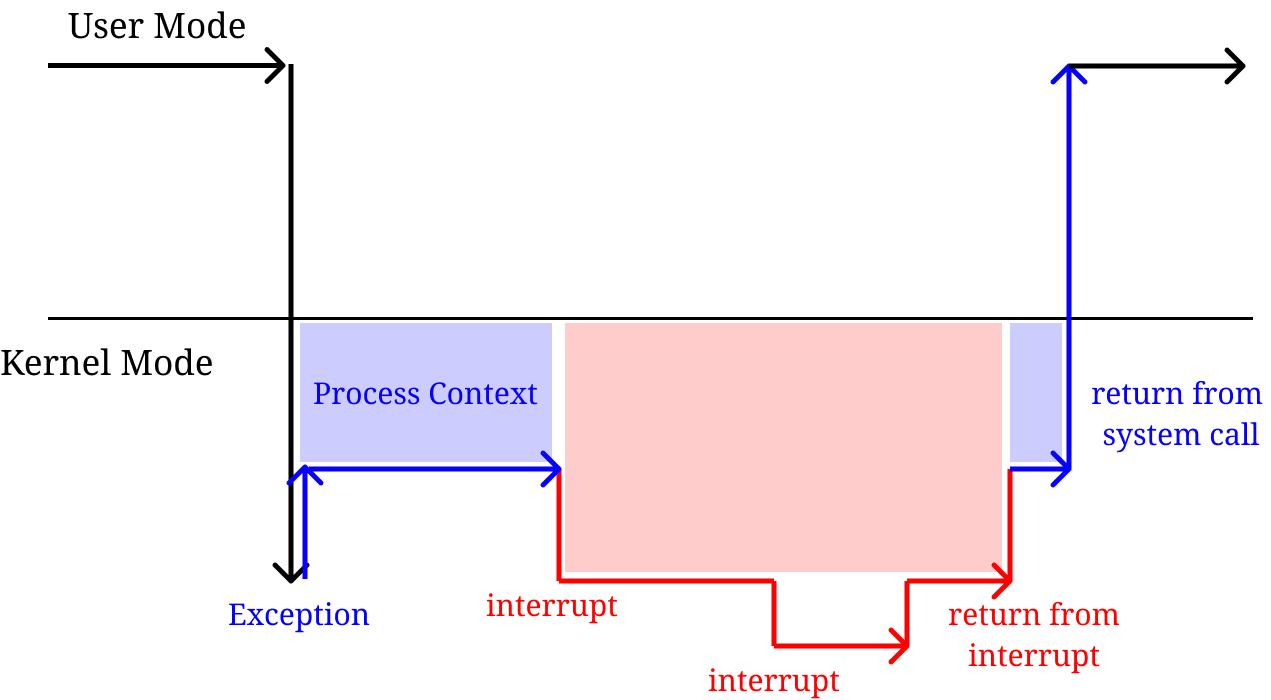 User Mode
Kernel Mode
Process Context
return from
system call
Exception
interrupt
return from
interrupt
interrupt